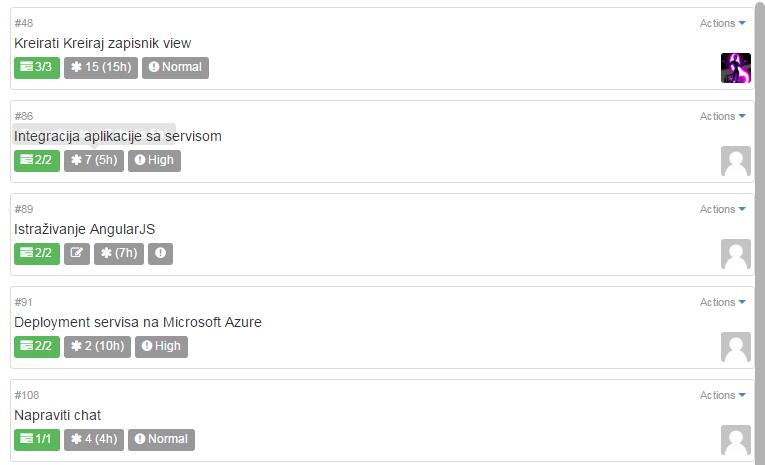 #48 Actions
Kreirati Kreiraj zapisnik view
3/3 15 (15h) Normal
#86 Actions
Integracija aplikacije sa servisom
2/2 7 (5h) High
#89 Actions
Istraživanje AngularJS
2/2 (7h)
#91 Actions
Deployment servisa na Microsoft Azure
2/2 2 (10h) High
#108 Actions
Napraviti chat
1/1 4 (4h) Normal